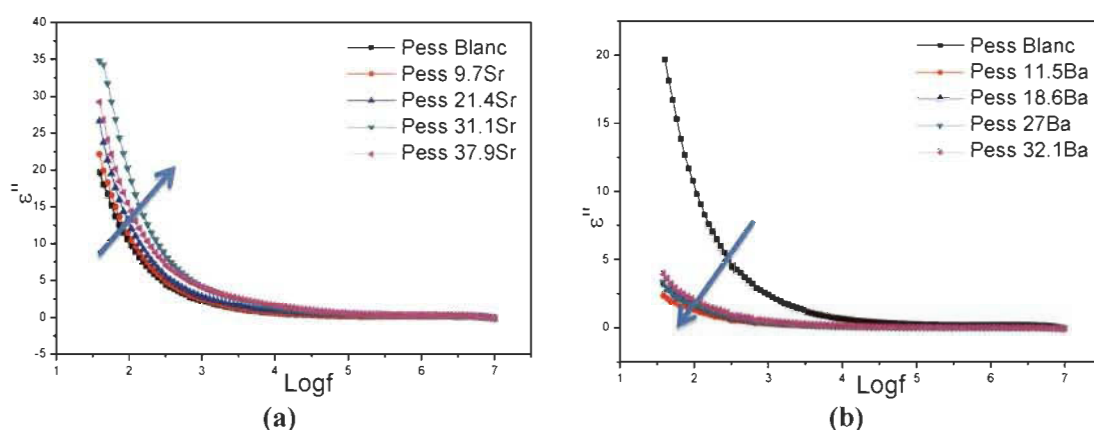 40
35
30
25
20
15
10
5
0
-5
ε''
Pess Blanc
Pess 9.7Sr
Pess 21.4Sr
Pess 31.1Sr
Pess 37.9Sr
1 2 3 4 5 6 7
Logf
(a)
20
15
10
5
0
ε''
Pess Blanc
Pess 11.5Ba
Pess 18.6Ba
Pess 27Ba
Pess 32.1Ba
1 2 3 4 5 6 7
Logf
(b)